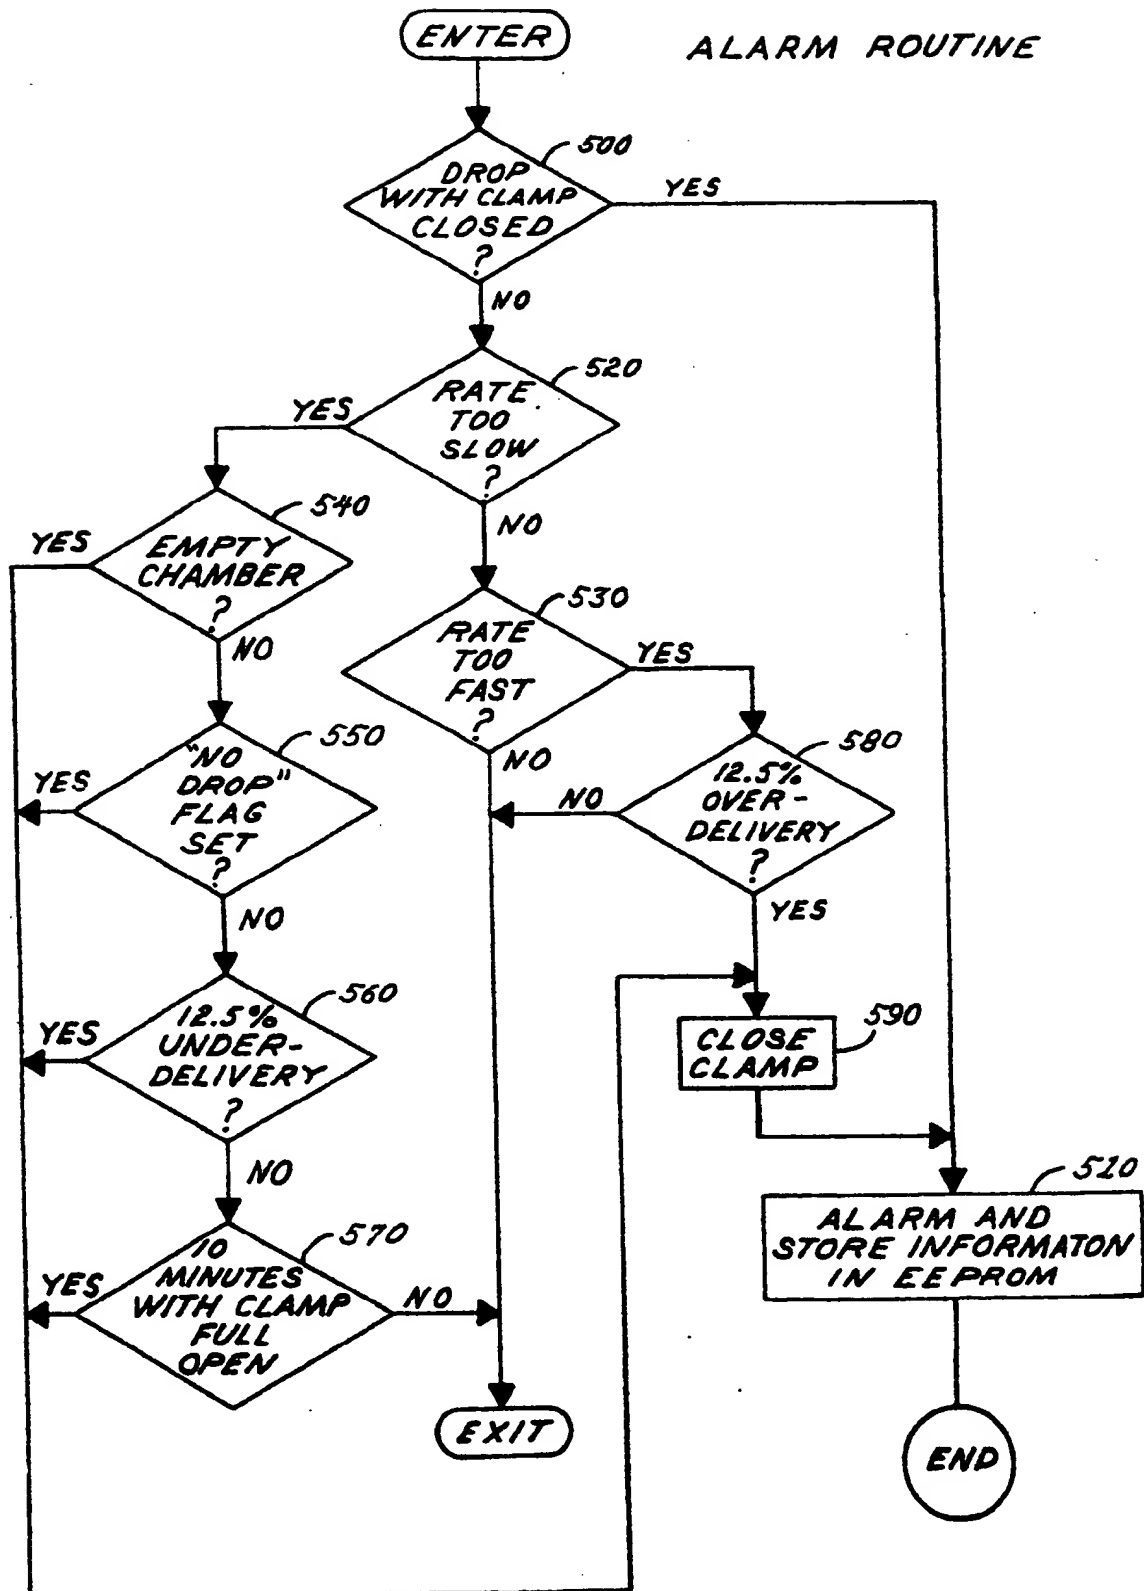 ENTER
ALARM ROUTINE
500
DROP
WITH CLAMP
CLOSED
?
YES
NO
520
RATE
TOO
SLOW
?
YES
NO
540
EMPTY
CHAMBER
?
YES
NO
530
RATE
TOO
FAST
?
YES
NO
550
"NO
DROP"
FLAG
SET
?
YES
NO
580
12.5%
OVER-
DELIVERY
?
NO
YES
560
12.5%
UNDER-
DELIVERY
?
YES
NO
590
CLOSE
CLAMP
570
10
MINUTES
WITH CLAMP
FULL
OPEN
YES
NO
510
ALARM AND
STORE INFORMATON
IN EEPROM
EXIT
END